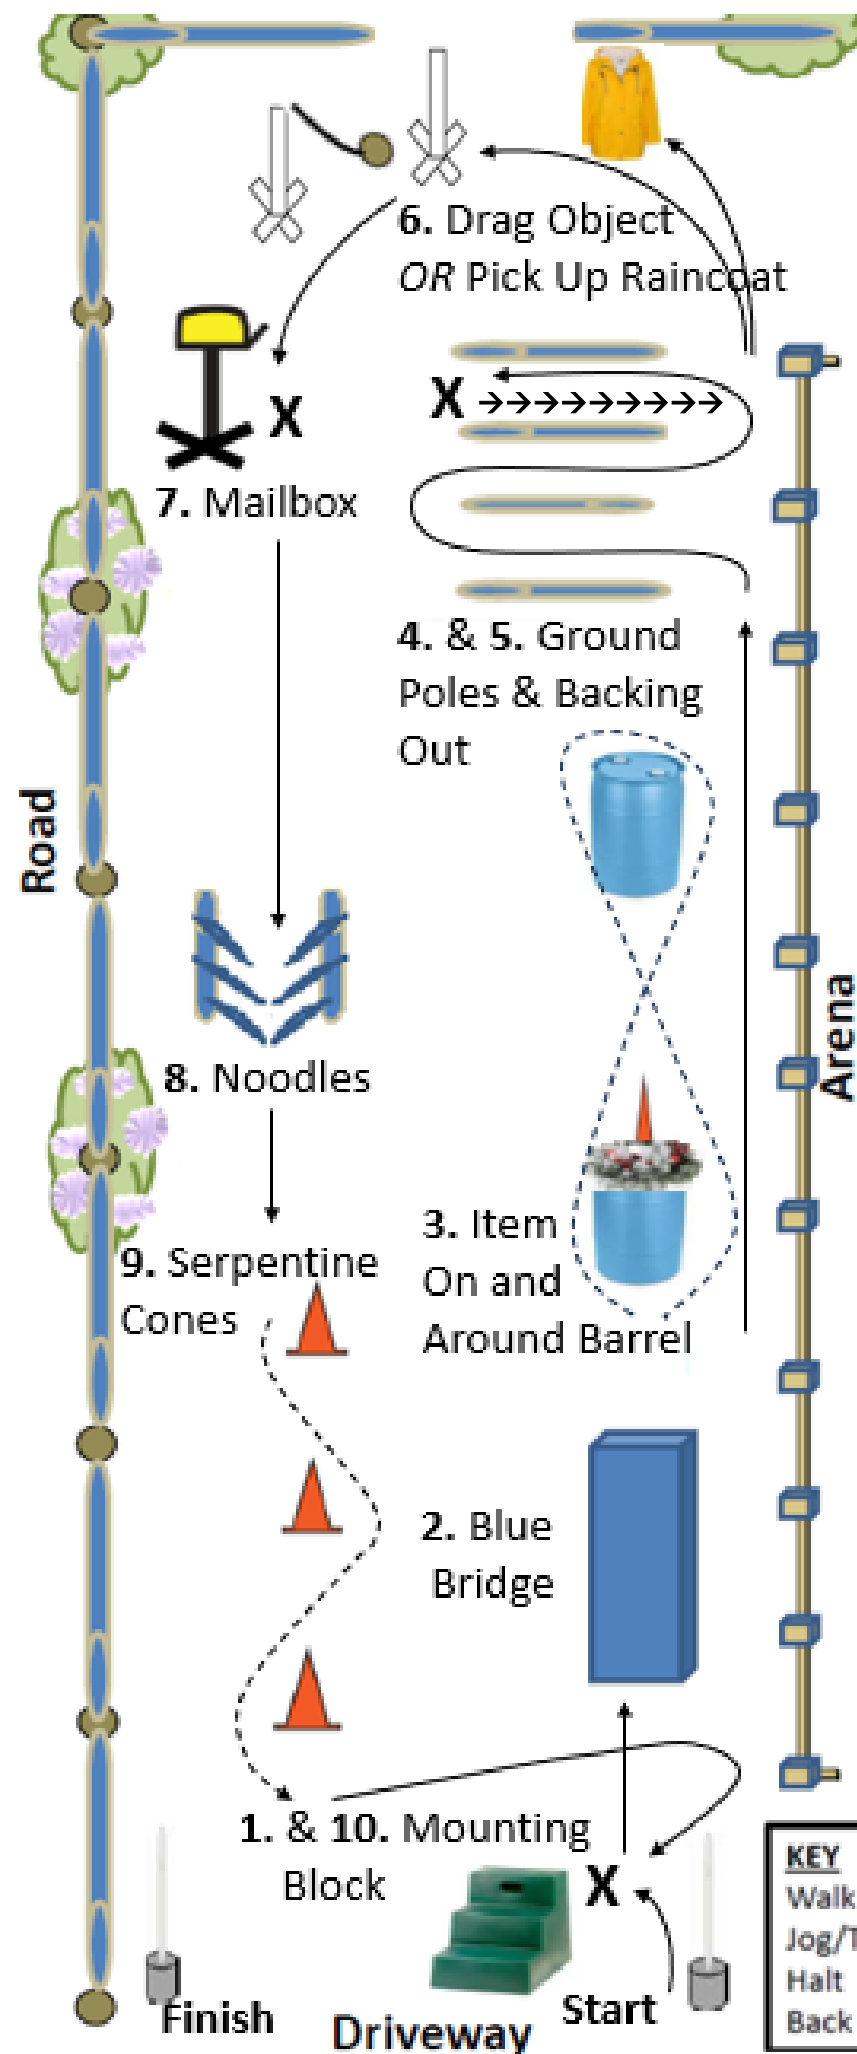 6. Drag Object
OR Pick Up Raincoat
X
X
7. Mailbox
4. & 5. Ground
Poles & Backing
Out
Road
Arena
8. Noodles
3. Item
On and
Around Barrel
9. Serpentine
Cones
2. Blue
Bridge
1. & 10. Mounting
Block
X
KEY
Walk
Jog/T
Halt
Back
Start
Finish
Driveway